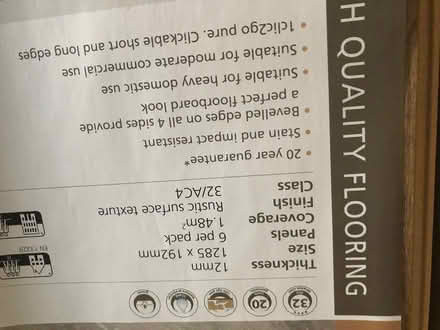 H QUALITY FLOORING
32
20
Thickness 12mm
Size 1285 x 192mm
Panels 6 per pack
Coverage 1.48m²
Finish Rustic surface texture
Class 32/AC4
EN 13329
• 20 year guarantee*
• Stain and impact resistant
• Bevelled edges on all 4 sides provide
a perfect floorboard look
• Suitable for heavy domestic use
• Suitable for moderate commercial use
• 1clic2go pure. Clickable short and long edges